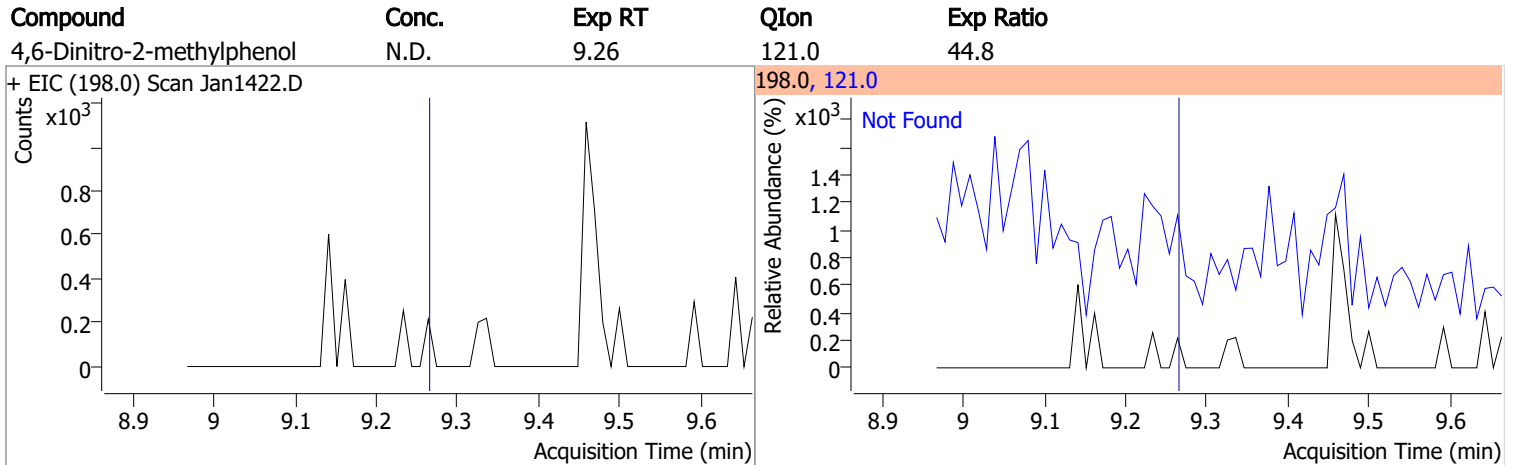 Compound Conc. Exp RT QIon Exp Ratio
4,6-Dinitro-2-methylphenol N.D. 9.26 121.0 44.8
+ EIC (198.0) Scan Jan1422.D
Counts
x10³
0.8
0.6
0.4
0.2
0
8.9 9 9.1 9.2 9.3 9.4 9.5 9.6
Acquisition Time (min)
198.0, 121.0
Relative Abundance (%)
x10³
Not Found
1.4
1.2
1
0.8
0.6
0.4
0.2
0
8.9 9 9.1 9.2 9.3 9.4 9.5 9.6
Acquisition Time (min)